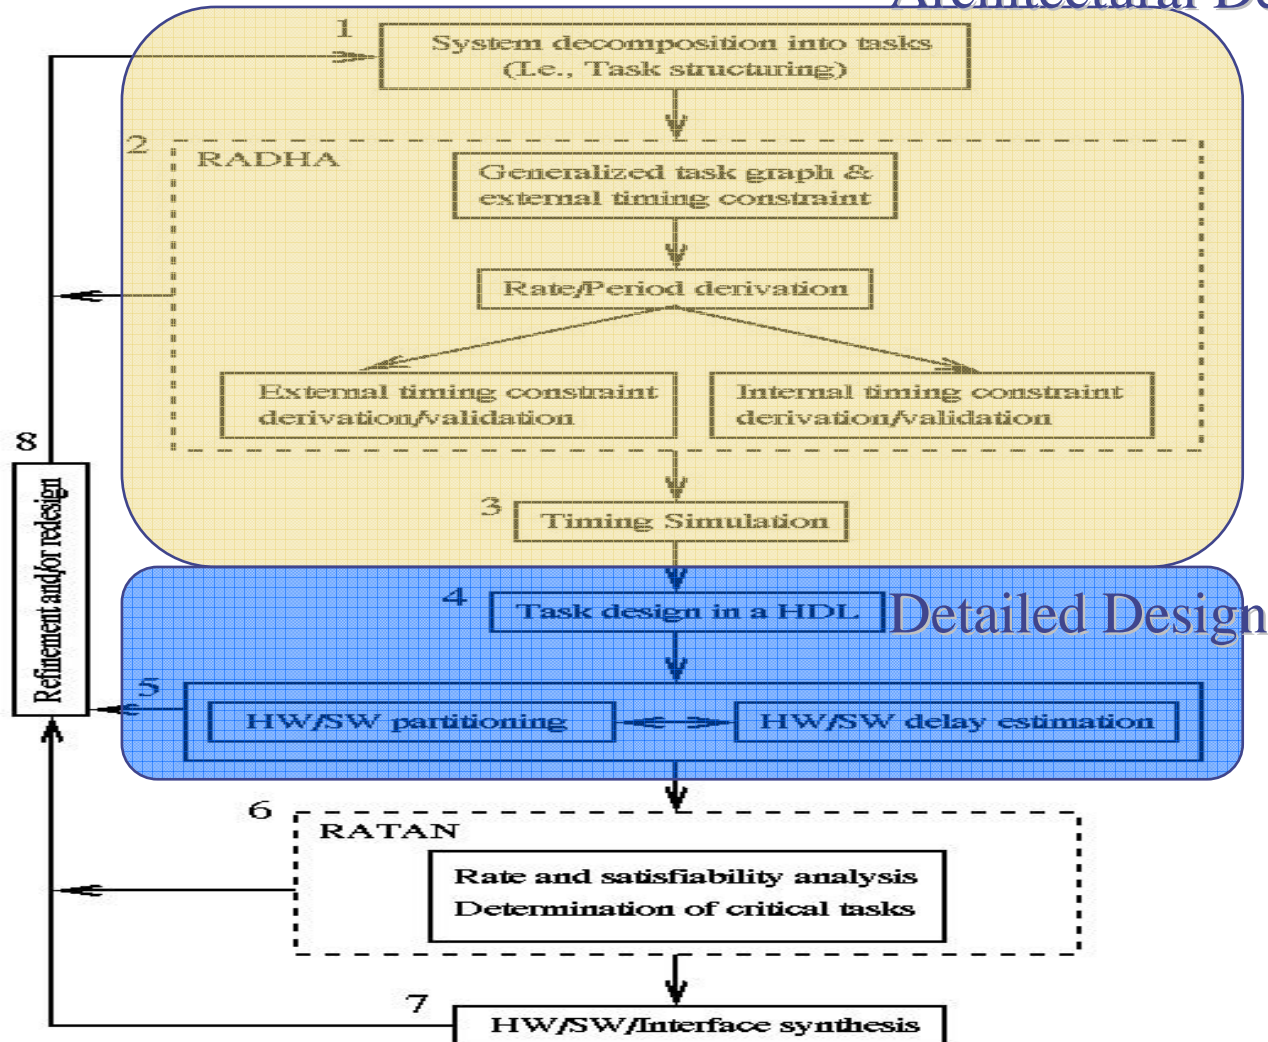 Architectural De
1
System decomposition into tasks
(I.e., Task structuring)
2
RADHA
Generalized task graph &
external timing constraint
Rate/Period derivation
External timing constraint
derivation/validation
Internal timing constraint
derivation/validation
8
Refinement and/or redesign
3
Timing Simulation
4
Task design in a HDL
Detailed Design
5
HW/SW partitioning
HW/SW delay estimation
6
RATAN
Rate and satisfiability analysis
Determination of critical tasks
7
HW/SW/Interface synthesis